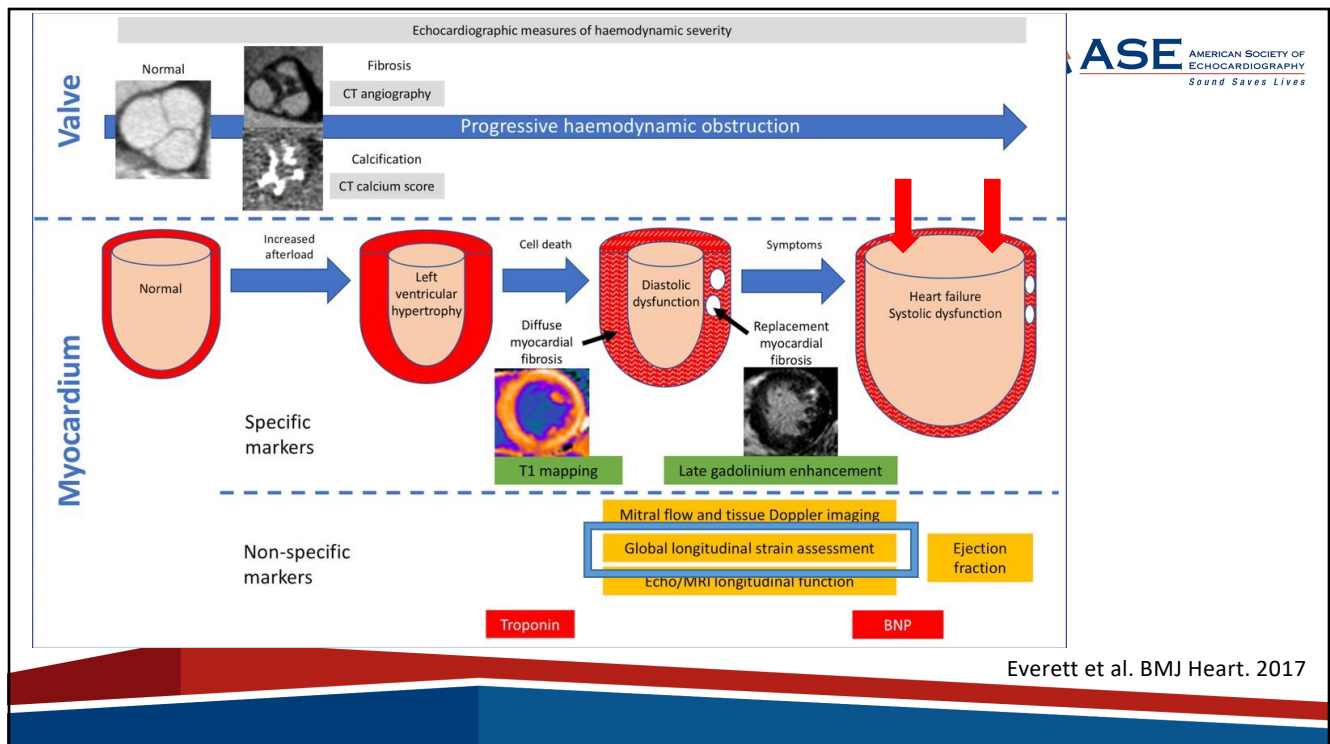 Echocardiographic measures of haemodynamic severity
ASE
AMERICAN SOCIETY OF
ECHOCARDIOGRAPHY
Sound Saves Lives
Valve
Normal
Fibrosis
CT angiography
Progressive haemodynamic obstruction
Calcification
CT calcium score
Myocardium
Normal
Increased
afterload
Left
ventricular
hypertrophy
Cell death
Diastolic
dysfunction
Symptoms
Heart failure
Systolic dysfunction
Diffuse
myocardial
fibrosis
Replacement
myocardial
fibrosis
Specific
markers
T1 mapping
Late gadolinium enhancement
Non-specific
markers
Mitral flow and tissue Doppler imaging
Global longitudinal strain assessment
Echo/MRI longitudinal function
Ejection
fraction
Troponin
BNP
Everett et al. BMJ Heart. 2017